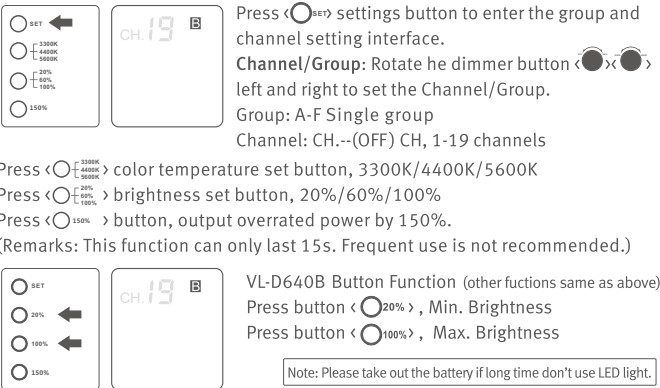 SET
3300K
4400K
5600K
20%
60%
100%
150%
CH. 19 B
Press <SET> settings button to enter the group and
channel setting interface.
Channel/Group: Rotate he dimmer button < >< >
left and right to set the Channel/Group.
Group: A-F Single group
Channel: CH.--(OFF) CH, 1-19 channels
Press <3300K 4400K 5600K> color temperature set button, 3300K/4400K/5600K
Press <20% 60% 100%> brightness set button, 20%/60%/100%
Press <150%> button, output overrated power by 150%.
(Remarks: This function can only last 15s. Frequent use is not recommended.)
SET
20%
100%
150%
CH. 19 B
VL-D640B Button Function (other fuctions same as above)
Press button <20%>, Min. Brightness
Press button <100%>, Max. Brightness
Note: Please take out the battery if long time don't use LED light.